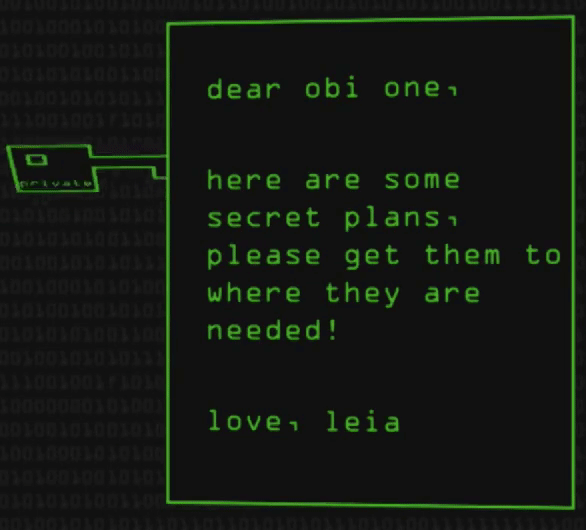 dear obi one,
here are some
secret plans,
please get them to
where they are
needed!
love, leia
private